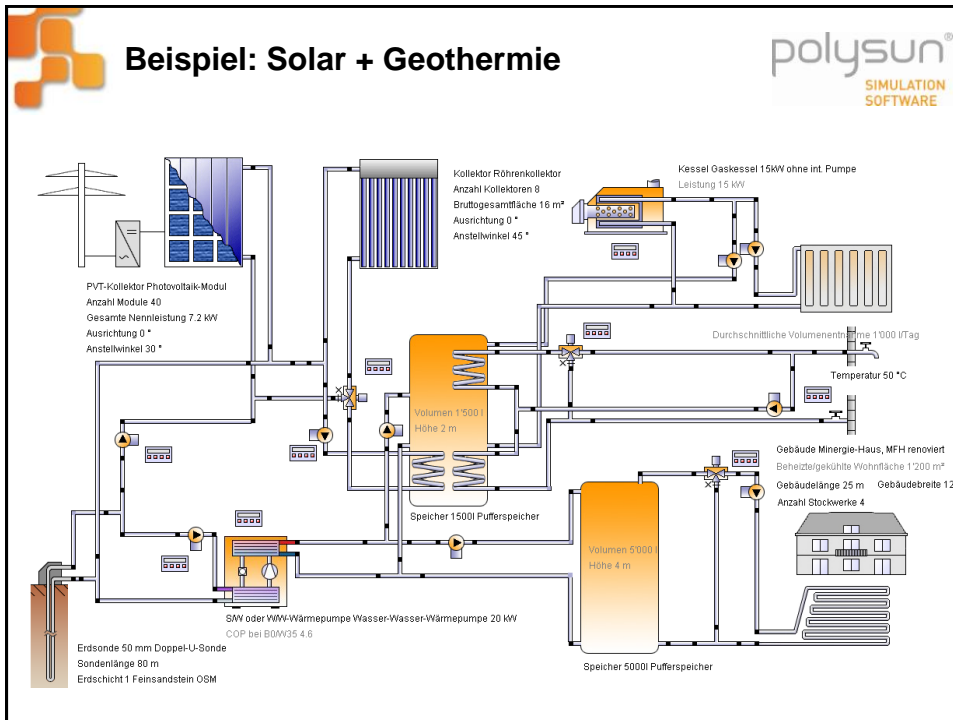 Beispiel: Solar + Geothermie
polysun®
SIMULATION
SOFTWARE
Kollektor Röhrenkollektor
Anzahl Kollektoren 8
Bruttogesamtfläche 16 m²
Ausrichtung 0 °
Anstellwinkel 45 °
Kessel Gaskessel 15kW ohne int. Pumpe
Leistung 15 kW
PVT-Kollektor Photovoltaik-Modul
Anzahl Module 40
Gesamte Nennleistung 7.2 kW
Ausrichtung 0 °
Anstellwinkel 30 °
Durchschnittliche Volumenentnahme 1'000 l/Tag
Temperatur 50 °C
Volumen 1'500 l
Höhe 2 m
Speicher 1500l Pufferspeicher
Gebäude Minergie-Haus, MFH renoviert
Beheizte/gekühlte Wohnfläche 1'200 m²
Gebäudelänge 25 m Gebäudebreite 12
Anzahl Stockwerke 4
Volumen 5'000 l
Höhe 4 m
S/W oder W/W-Wärmepumpe Wasser-Wasser-Wärmepumpe 20 kW
COP bei B0/W35 4.6
Erdsonde 50 mm Doppel-U-Sonde
Sondenlänge 80 m
Erdschicht 1 Feinsandstein OSM
Speicher 5000l Pufferspeicher